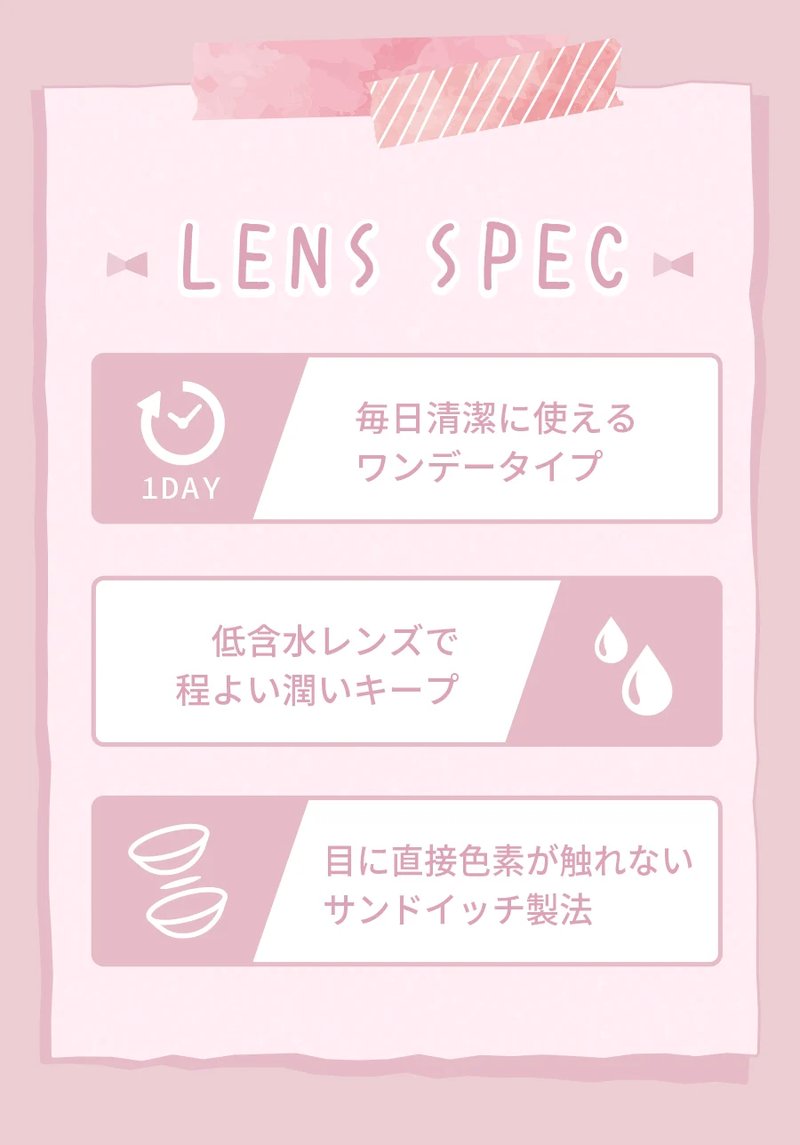 LENS SPEC
1DAY
毎日清潔に使える
ワンデータイプ
低含水レンズで
程よい潤いキープ
目に直接色素が触れない
サンドイッチ製法